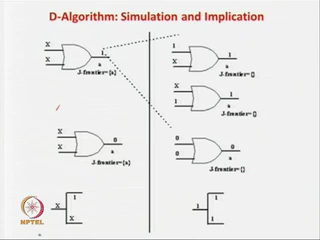 D-Algorithm: Simulation and Implication
X
X
1
a
J-frontier={a}
1
X
1
a
J-frontier={}
X
1
1
a
J-frontier={}
X
X
0
a
J-frontier={a}
0
0
0
a
J-frontier={}
X
1
1
1
NPTEL